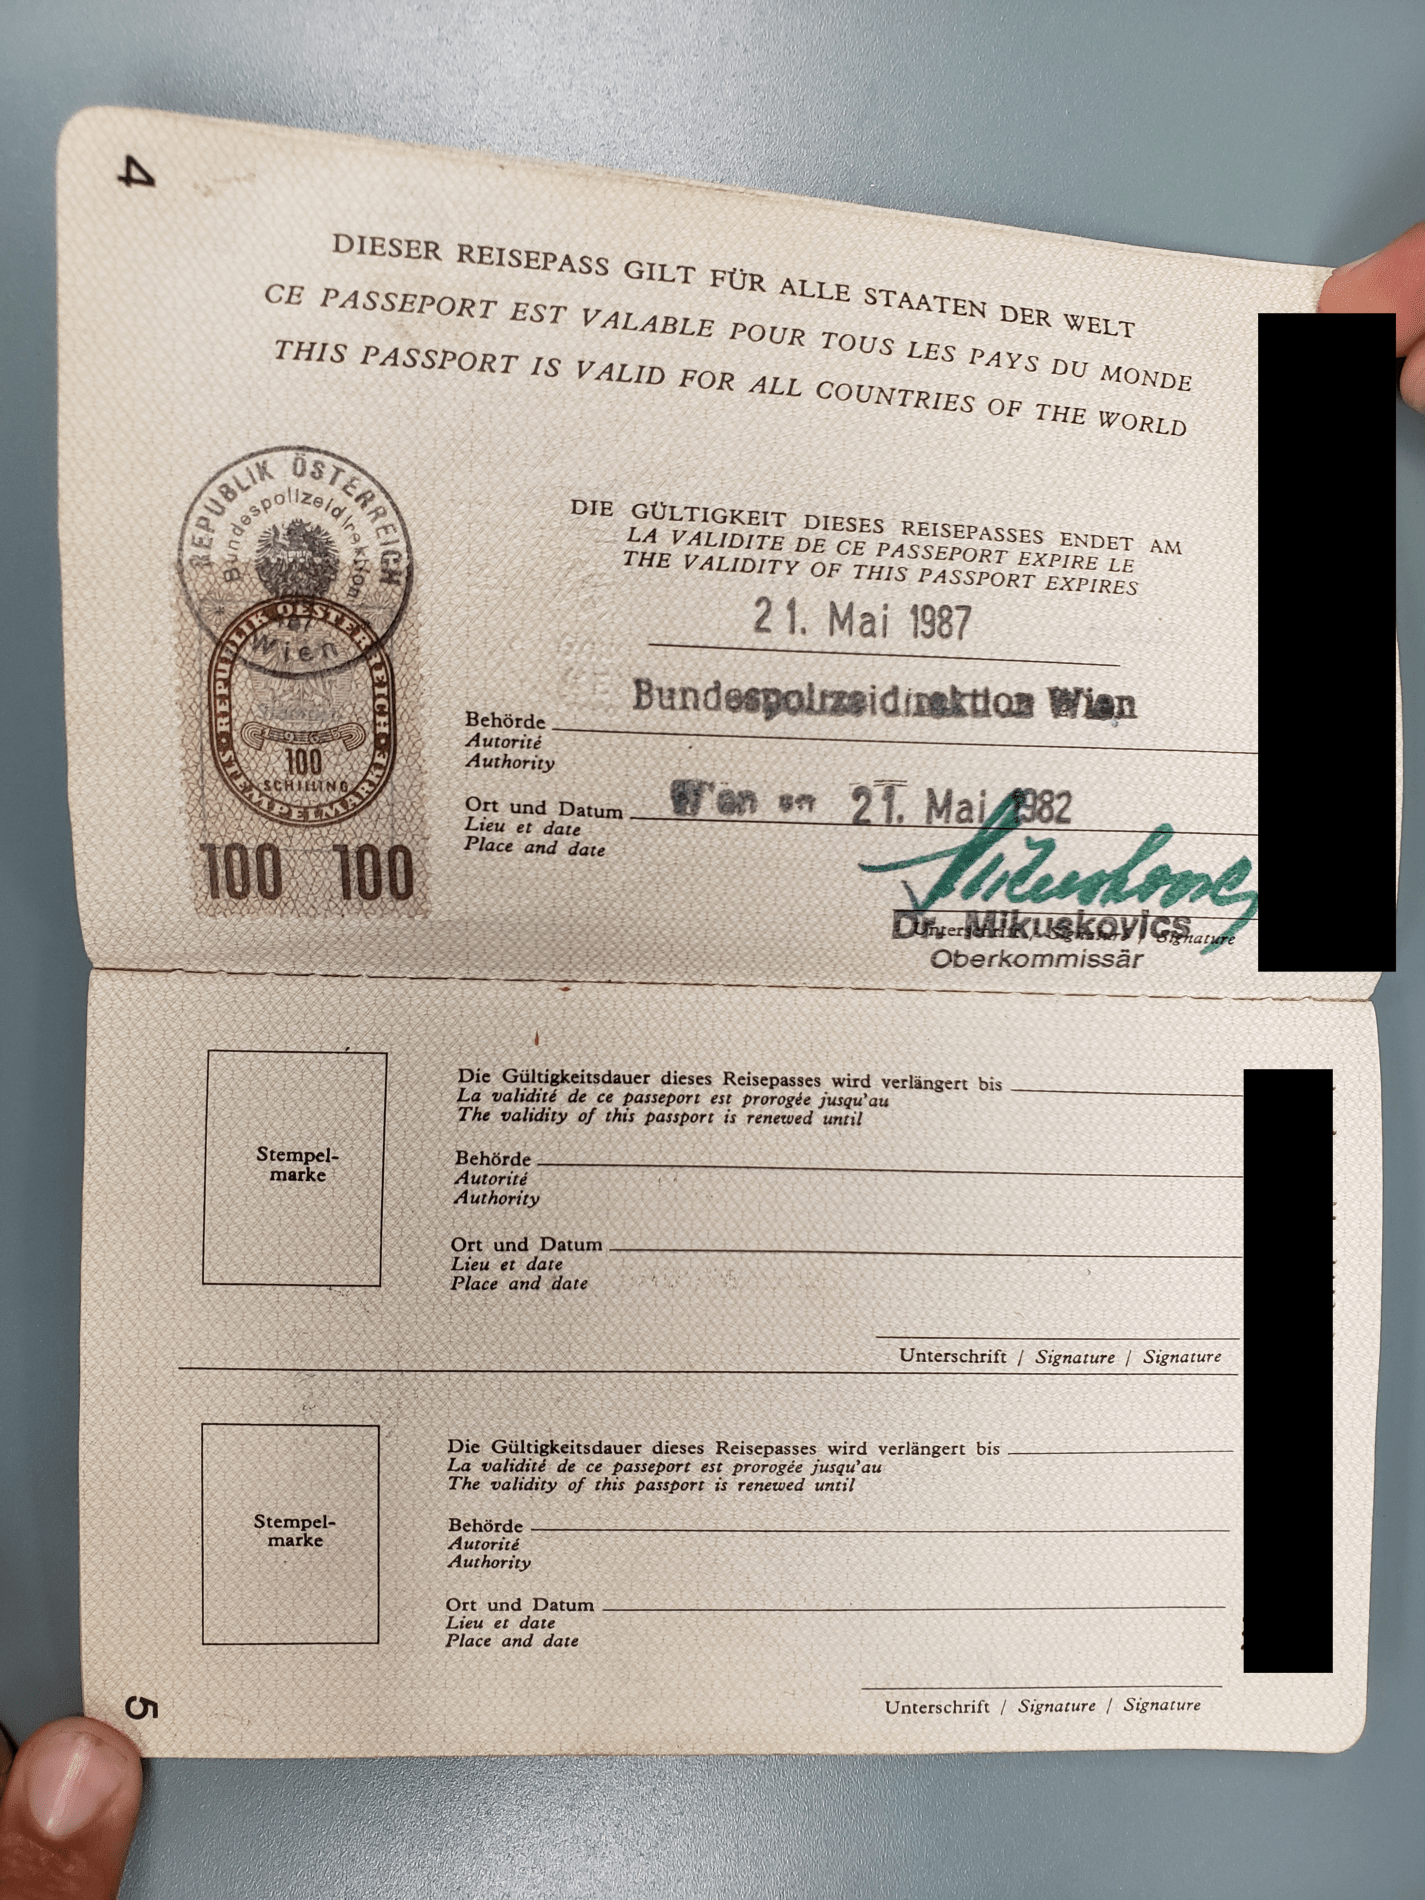 4
DIESER REISEPASS GILT FÜR ALLE STAATEN DER WELT
CE PASSEPORT EST VALABLE POUR TOUS LES PAYS DU MONDE
THIS PASSPORT IS VALID FOR ALL COUNTRIES OF THE WORLD
REPUBLIK ÖSTERREICH
Bundespolizeidirektion
Wien
REPUBLIK OESTERREICH
STEMPELMARKE
100
SCHILLING
100 100
DIE GÜLTIGKEIT DIESES REISEPASSES ENDET AM
LA VALIDITE DE CE PASSEPORT EXPIRE LE
THE VALIDITY OF THIS PASSPORT EXPIRES
21. Mai 1987
Bundespolizeidirektion Wien
Behörde
Autorité
Authority
Wien am 21. Mai 1982
Ort und Datum
Lieu et date
Place and date
Dr. Mikuskovics
Unterschrift / Signature / Signature
Oberkommissär
Stempel-
marke
Die Gültigkeitsdauer dieses Reisepasses wird verlängert bis
La validité de ce passeport est prorogée jusqu'au
The validity of this passport is renewed until
Behörde
Autorité
Authority
Ort und Datum
Lieu et date
Place and date
Unterschrift / Signature / Signature
Stempel-
marke
Die Gültigkeitsdauer dieses Reisepasses wird verlängert bis
La validité de ce passeport est prorogée jusqu'au
The validity of this passport is renewed until
Behörde
Autorité
Authority
Ort und Datum
Lieu et date
Place and date
Unterschrift / Signature / Signature
5